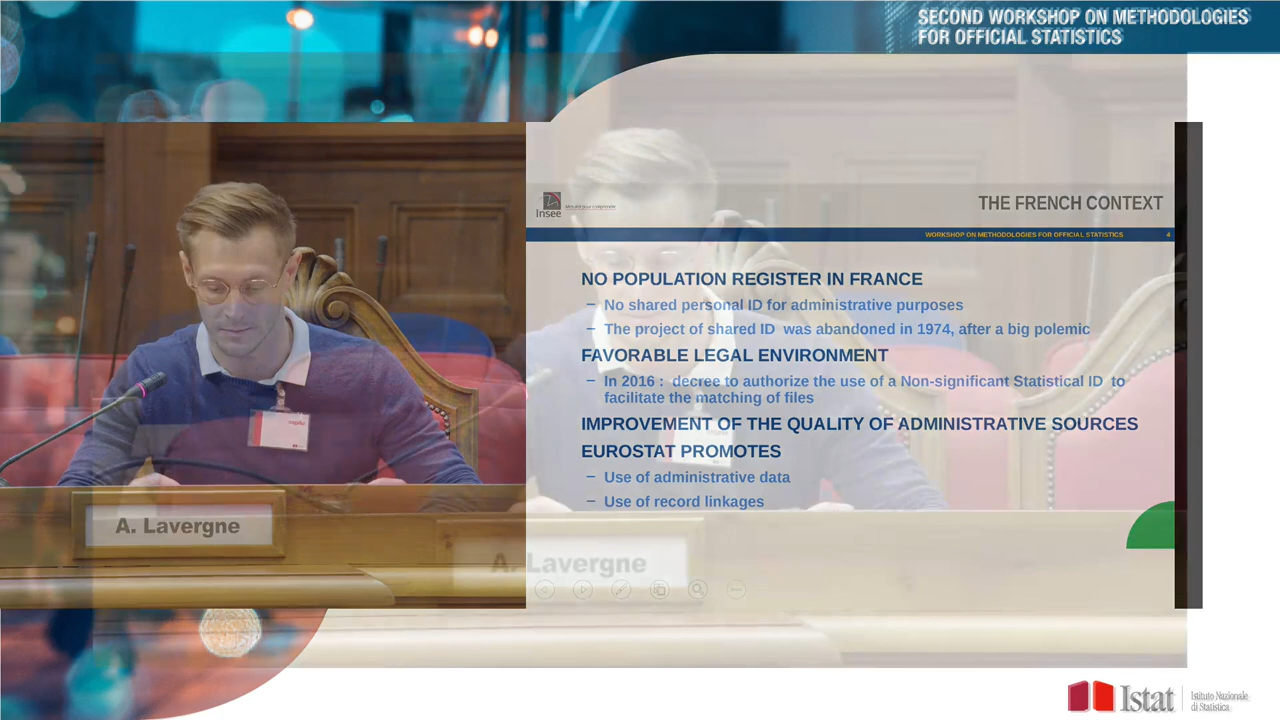 SECOND WORKSHOP ON METHODOLOGIES
FOR OFFICIAL STATISTICS
Insee
Mesurer pour comprendre
THE FRENCH CONTEXT
WORKSHOP ON METHODOLOGIES FOR OFFICIAL STATISTICS 4
NO POPULATION REGISTER IN FRANCE
– No shared personal ID for administrative purposes
– The project of shared ID was abandoned in 1974, after a big polemic
FAVORABLE LEGAL ENVIRONMENT
– In 2016 : decree to authorize the use of a Non-significant Statistical ID to
facilitate the matching of files
IMPROVEMENT OF THE QUALITY OF ADMINISTRATIVE SOURCES
EUROSTAT PROMOTES
– Use of administrative data
– Use of record linkages
A. Lavergne
A. Lavergne
Istat
Istituto Nazionale
di Statistica